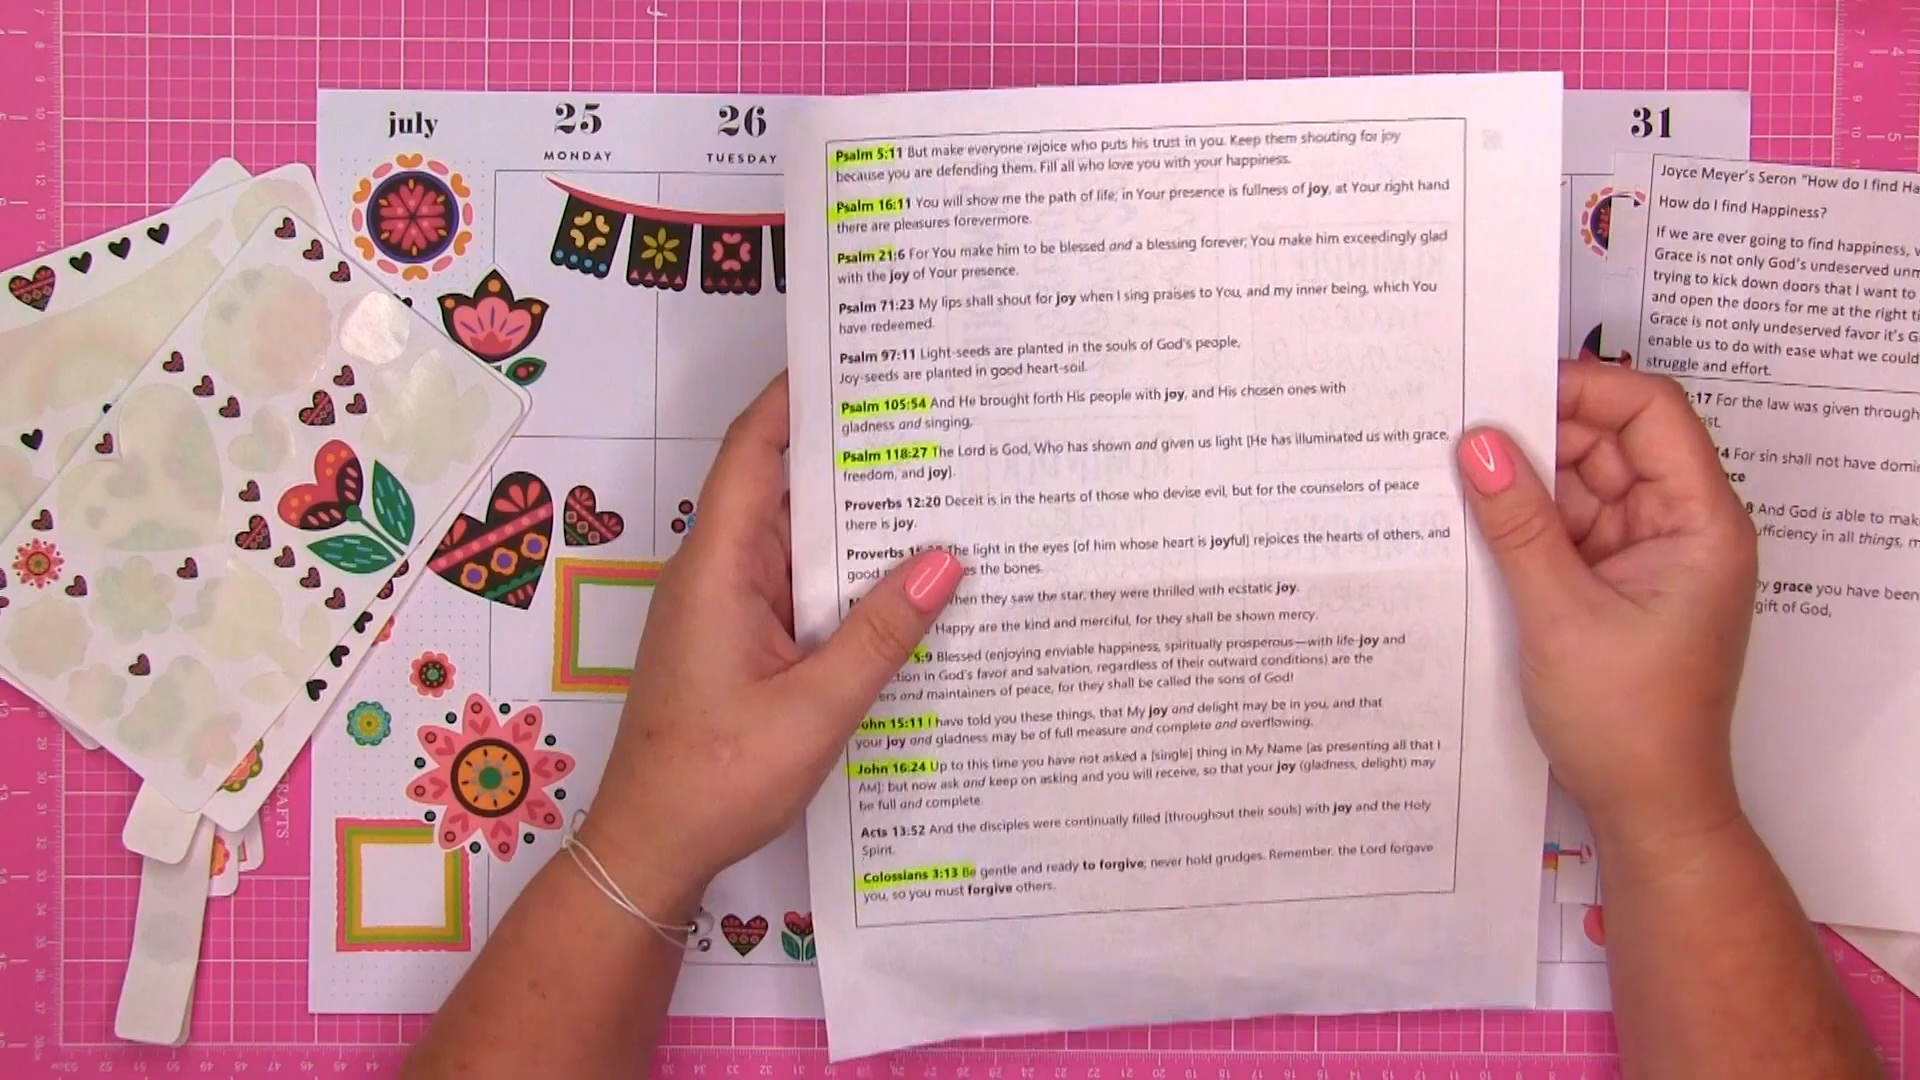 july
25
MONDAY
26
TUESDAY
31
Psalm 5:11 But make everyone rejoice who puts his trust in you. Keep them shouting for joy
because you are defending them. Fill all who love you with your happiness.
Psalm 16:11 You will show me the path of life; in Your presence is fullness of joy, at Your right hand
there are pleasures forevermore.
Psalm 21:6 For You make him to be blessed and a blessing forever; You make him exceedingly glad
with the joy of Your presence.
Psalm 71:23 My lips shall shout for joy when I sing praises to You, and my inner being, which You
have redeemed.
Psalm 97:11 Light-seeds are planted in the souls of God's people,
Joy-seeds are planted in good heart-soil.
Psalm 105:54 And He brought forth His people with joy, and His chosen ones with
gladness and singing,
Psalm 118:27 The Lord is God, Who has shown and given us light [He has illuminated us with grace,
freedom, and joy].
Proverbs 12:20 Deceit is in the hearts of those who devise evil, but for the counselors of peace
there is joy.
Proverbs The light in the eyes [of him whose heart is joyful] rejoices the hearts of others, and
good the bones.
when they saw the star, they were thrilled with ecstatic joy.
Happy are the kind and merciful, for they shall be shown mercy.
5:9 Blessed (enjoying enviable happiness, spiritually prosperous—with life-joy and
in God's favor and salvation, regardless of their outward conditions) are the
and maintainers of peace, for they shall be called the sons of God!
John 15:11 I have told you these things, that My joy and delight may be in you, and that
your joy and gladness may be of full measure and complete and overflowing.
John 16:24 Up to this time you have not asked a [single] thing in My Name [as presenting all that I
AM]; but now ask and keep on asking and you will receive, so that your joy (gladness, delight) may
be full and complete.
Acts 13:52 And the disciples were continually filled [throughout their souls] with joy and the Holy
Spirit.
Colossians 3:13 Be gentle and ready to forgive; never hold grudges. Remember, the Lord forgave
you, so you must forgive others.
Joyce Meyer's Seron "How do I find Ha
How do I find Happiness?
If we are ever going to find happiness,
Grace is not only God's undeserved
trying to kick down doors that I want to
and open the doors for me at the right
Grace is not only undeserved favor it's
enable us to do with ease what we could
struggle and effort.
:17 For the law was given through
For sin shall not have
And God is able to
in all things,
grace you have been
gift of God,
CRAFTS